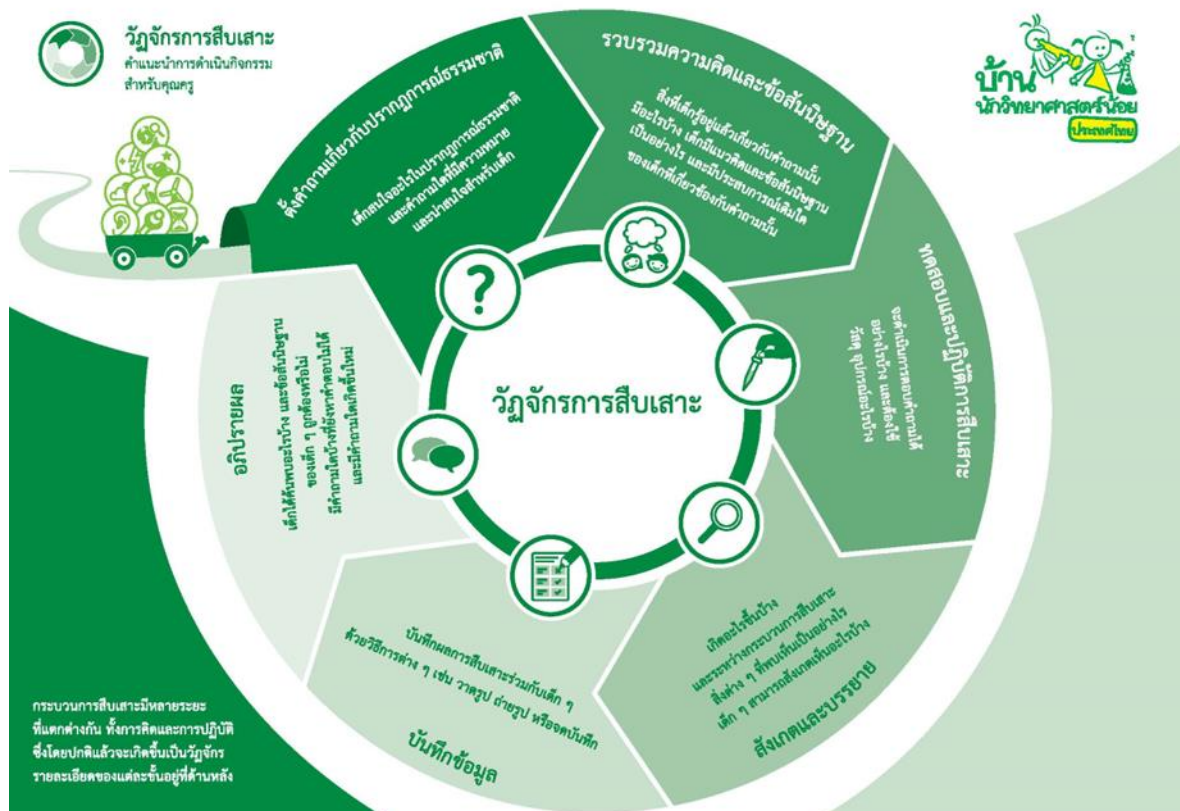 วัฏจักรการสืบเสาะ
คำแนะนำการดำเนินกิจกรรม
สำหรับคุณครู
บ้าน
นักวิทยาศาสตร์น้อย
ประเทศไทย
ตั้งคำถามเกี่ยวกับปรากฏการณ์ธรรมชาติ
เด็กสนใจอะไรในปรากฏการณ์ธรรมชาติ
และคำถามใดที่มีความหมาย
และน่าสนใจสำหรับเด็ก
รวบรวมความคิดและข้อสันนิษฐาน
สิ่งที่เด็กรู้อยู่แล้วเกี่ยวกับคำถามนั้น
มีอะไรบ้าง เด็กมีแนวคิดและข้อสันนิษฐาน
เป็นอย่างไร และมีประสบการณ์เดิมใด
ของเด็กที่เกี่ยวข้องกับคำถามนั้น
ทดสอบและปฏิบัติการสืบเสาะ
จะดำเนินการตอบคำถามได้
อย่างไรบ้าง และต้องใช้
วัสดุ อุปกรณ์อะไรบ้าง
เกิดอะไรขึ้นบ้าง
และระหว่างกระบวนการสืบเสาะ
สิ่งต่าง ๆ ที่พบเห็นเป็นอย่างไร
เด็ก ๆ สามารถสังเกตเห็นอะไรบ้าง
สังเกตและบรรยาย
บันทึกผลการสืบเสาะร่วมกับเด็ก ๆ
ด้วยวิธีการต่าง ๆ เช่น วาดรูป ถ่ายรูป หรือจดบันทึก
บันทึกข้อมูล
อภิปรายผล
เด็กได้ค้นพบอะไรบ้าง และข้อสันนิษฐาน
ของเด็ก ๆ ถูกต้องหรือไม่
มีคำถามใดบ้างที่ยังหาคำตอบไม่ได้
และมีคำถามใดเกิดขึ้นใหม่
วัฏจักรการสืบเสาะ
กระบวนการสืบเสาะมีหลายระยะ
ที่แตกต่างกัน ทั้งการคิดและการปฏิบัติ
ซึ่งโดยปกติแล้วจะเกิดขึ้นเป็นวัฏจักร
รายละเอียดของแต่ละขั้นอยู่ที่ด้านหลัง